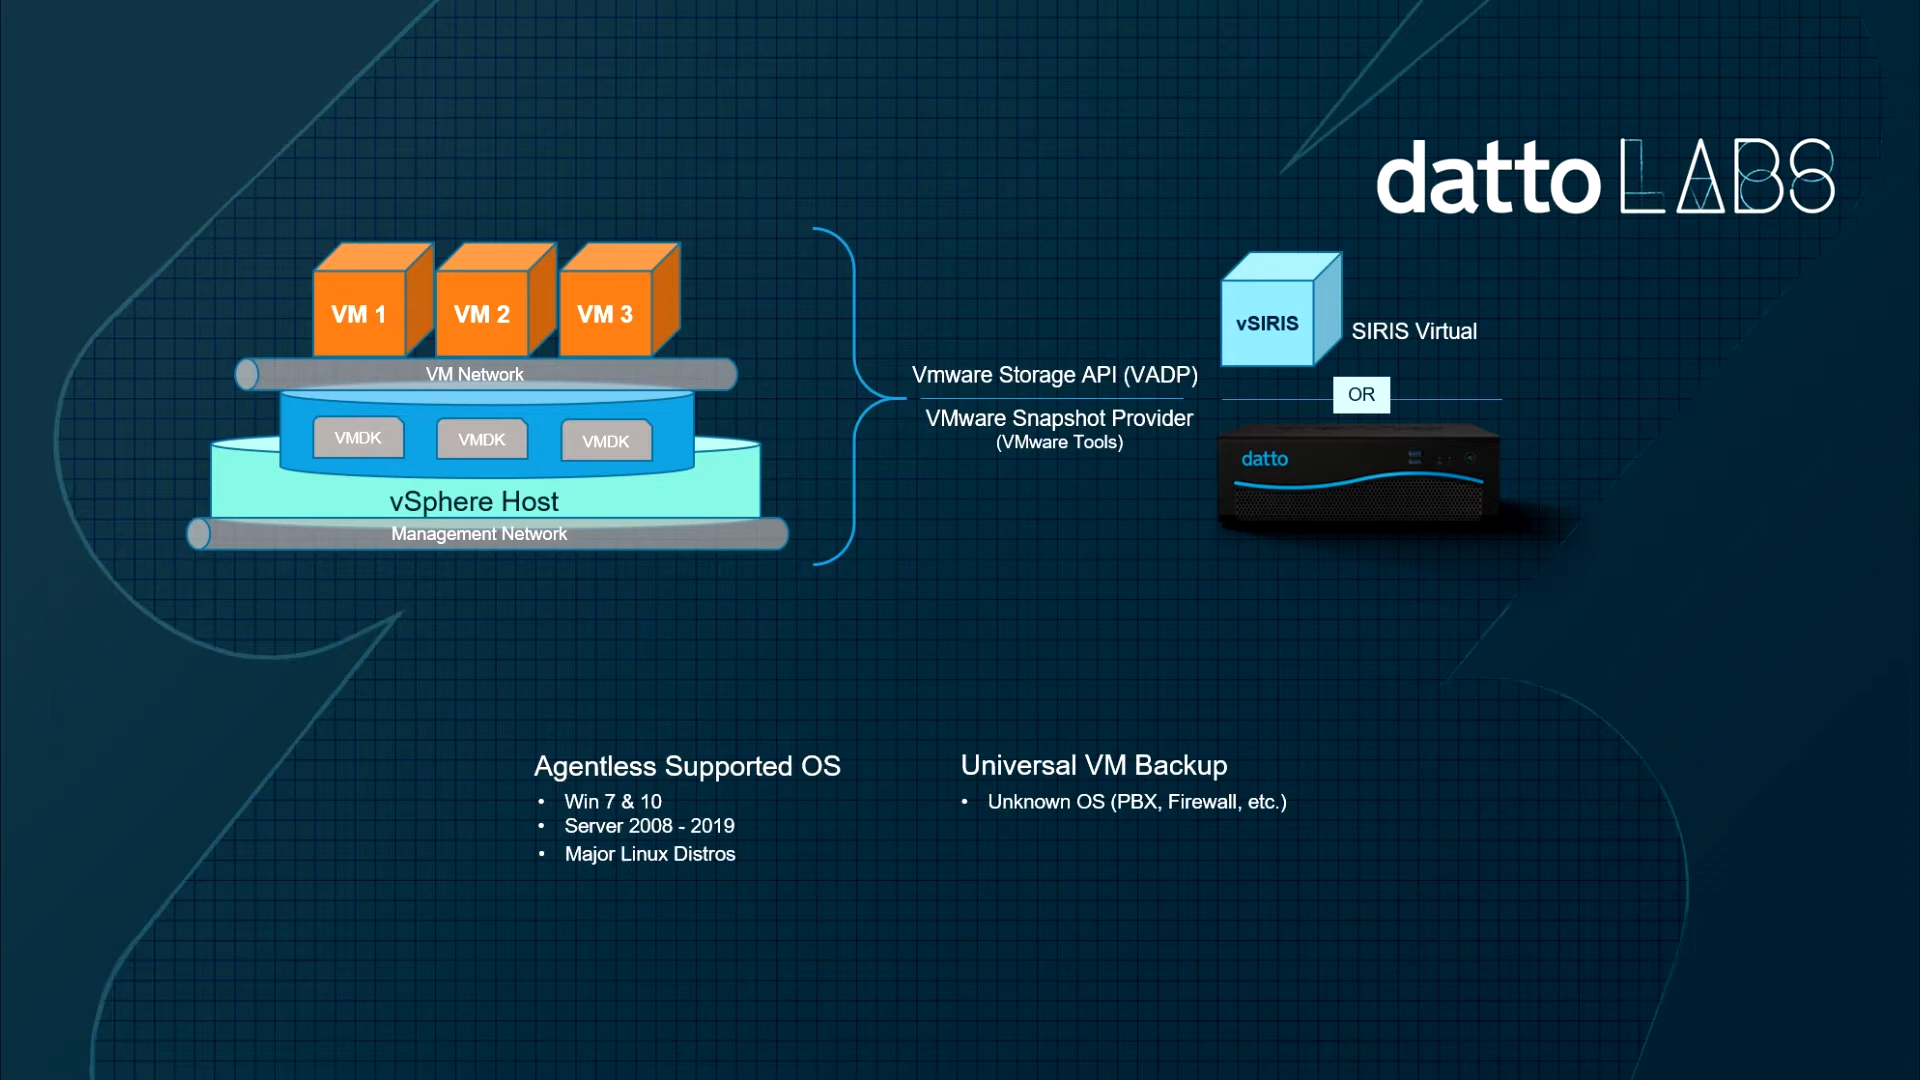 datto LABS
VM 1
VM 2
VM 3
VM Network
VMDK
VMDK
VMDK
vSphere Host
Management Network
Vmware Storage API (VADP)
VMware Snapshot Provider
(VMware Tools)
vSIRIS
SIRIS Virtual
OR
datto
Agentless Supported OS
• Win 7 & 10
• Server 2008 - 2019
• Major Linux Distros
Universal VM Backup
• Unknown OS (PBX, Firewall, etc.)